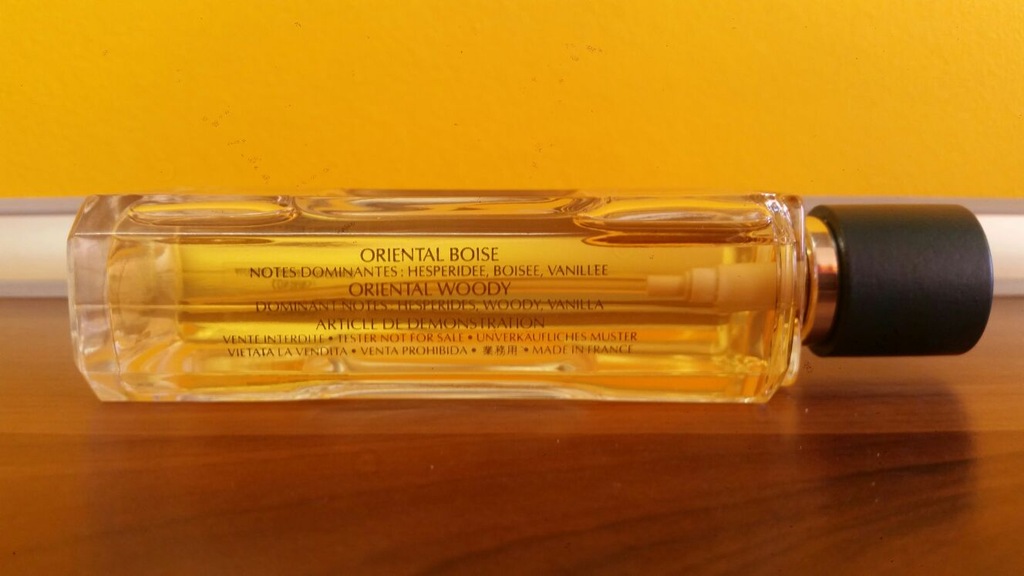 ORIENTAL BOISE
NOTES DOMINANTES : HESPERIDEE, BOISEE, VANILLEE
ORIENTAL WOODY
DOMINANT NOTES : HESPERIDES, WOODY, VANILLA
ARTICLE DE DEMONSTRATION
VENTE INTERDITE • TESTER NOT FOR SALE • UNVERKAUFLICHES MUSTER
VIETATA LA VENDITA • VENTA PROHIBIDA • 業務用 • MADE IN FRANCE